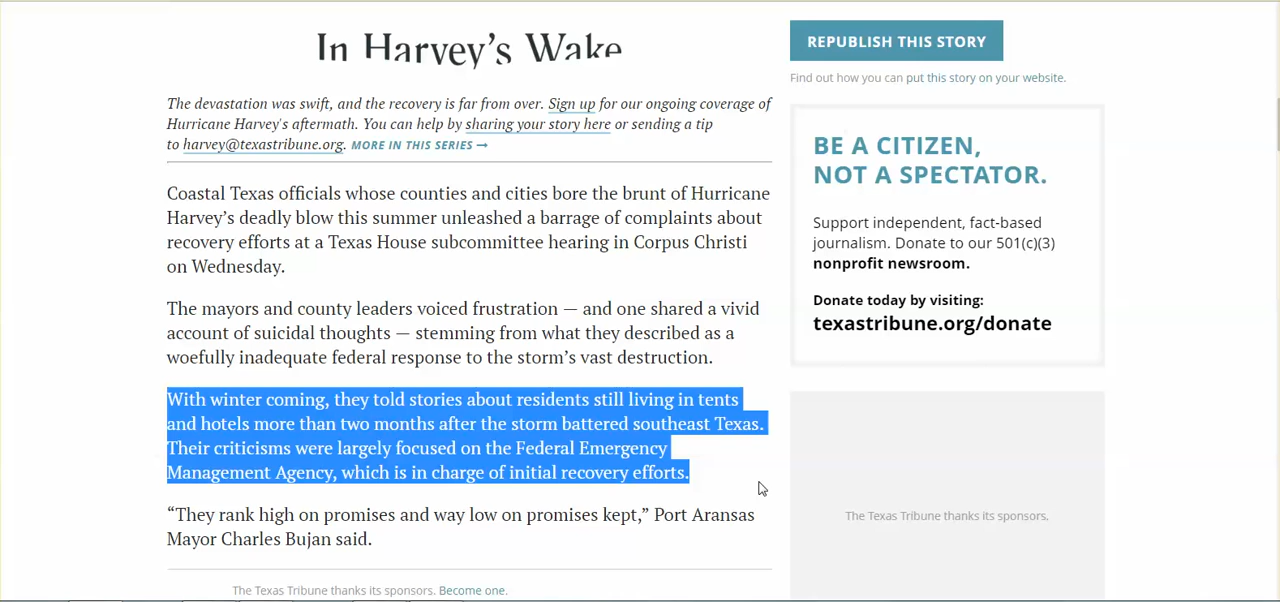 In Harvey's Wake
The devastation was swift, and the recovery is far from over. Sign up for our ongoing coverage of
Hurricane Harvey's aftermath. You can help by sharing your story here or sending a tip
to harvey@texastribune.org. MORE IN THIS SERIES →
Coastal Texas officials whose counties and cities bore the brunt of Hurricane
Harvey’s deadly blow this summer unleashed a barrage of complaints about
recovery efforts at a Texas House subcommittee hearing in Corpus Christi
on Wednesday.
The mayors and county leaders voiced frustration — and one shared a vivid
account of suicidal thoughts — stemming from what they described as a
woefully inadequate federal response to the storm’s vast destruction.
With winter coming, they told stories about residents still living in tents
and hotels more than two months after the storm battered southeast Texas.
Their criticisms were largely focused on the Federal Emergency
Management Agency, which is in charge of initial recovery efforts.
“They rank high on promises and way low on promises kept,” Port Aransas
Mayor Charles Bujan said.
The Texas Tribune thanks its sponsors. Become one.
REPUBLISH THIS STORY
Find out how you can put this story on your website.
BE A CITIZEN,
NOT A SPECTATOR.
Support independent, fact-based
journalism. Donate to our 501(c)(3)
nonprofit newsroom.
Donate today by visiting:
texastribune.org/donate
The Texas Tribune thanks its sponsors.